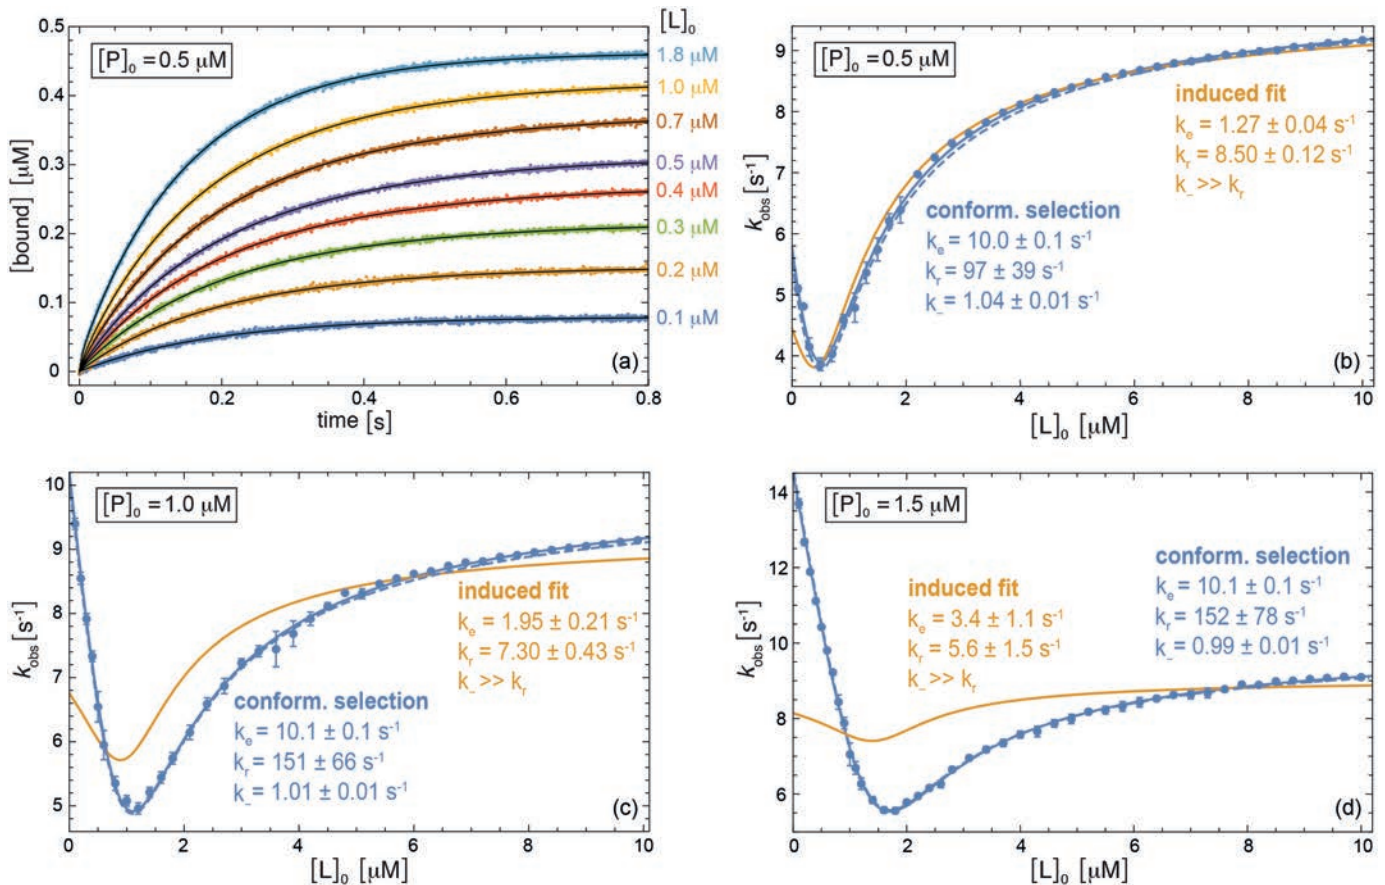 [P]₀ = 0.5 μM
[L]₀
1.8 μM
1.0 μM
0.7 μM
0.5 μM
0.4 μM
0.3 μM
0.2 μM
0.1 μM
0.5
0.4
0.3
0.2
0.1
0
[bound] [μM]
0
0.2
0.4
0.6
0.8
time [s]
(a)
[P]₀ = 0.5 μM
9
8
7
6
5
4
k_obs [s⁻¹]
induced fit
kₑ = 1.27 ± 0.04 s⁻¹
kᵣ = 8.50 ± 0.12 s⁻¹
k₋ >> kᵣ
conform. selection
kₑ = 10.0 ± 0.1 s⁻¹
kᵣ = 97 ± 39 s⁻¹
k₋ = 1.04 ± 0.01 s⁻¹
(b)
0
2
4
6
8
10
[L]₀ [μM]
[P]₀ = 1.0 μM
10
9
8
7
6
5
k_obs [s⁻¹]
induced fit
kₑ = 1.95 ± 0.21 s⁻¹
kᵣ = 7.30 ± 0.43 s⁻¹
k₋ >> kᵣ
conform. selection
kₑ = 10.1 ± 0.1 s⁻¹
kᵣ = 151 ± 66 s⁻¹
k₋ = 1.01 ± 0.01 s⁻¹
(c)
0
2
4
6
8
10
[L]₀ [μM]
[P]₀ = 1.5 μM
14
12
10
8
6
k_obs [s⁻¹]
induced fit
kₑ = 3.4 ± 1.1 s⁻¹
kᵣ = 5.6 ± 1.5 s⁻¹
k₋ >> kᵣ
conform. selection
kₑ = 10.1 ± 0.1 s⁻¹
kᵣ = 152 ± 78 s⁻¹
k₋ = 0.99 ± 0.01 s⁻¹
(d)
0
2
4
6
8
10
[L]₀ [μM]